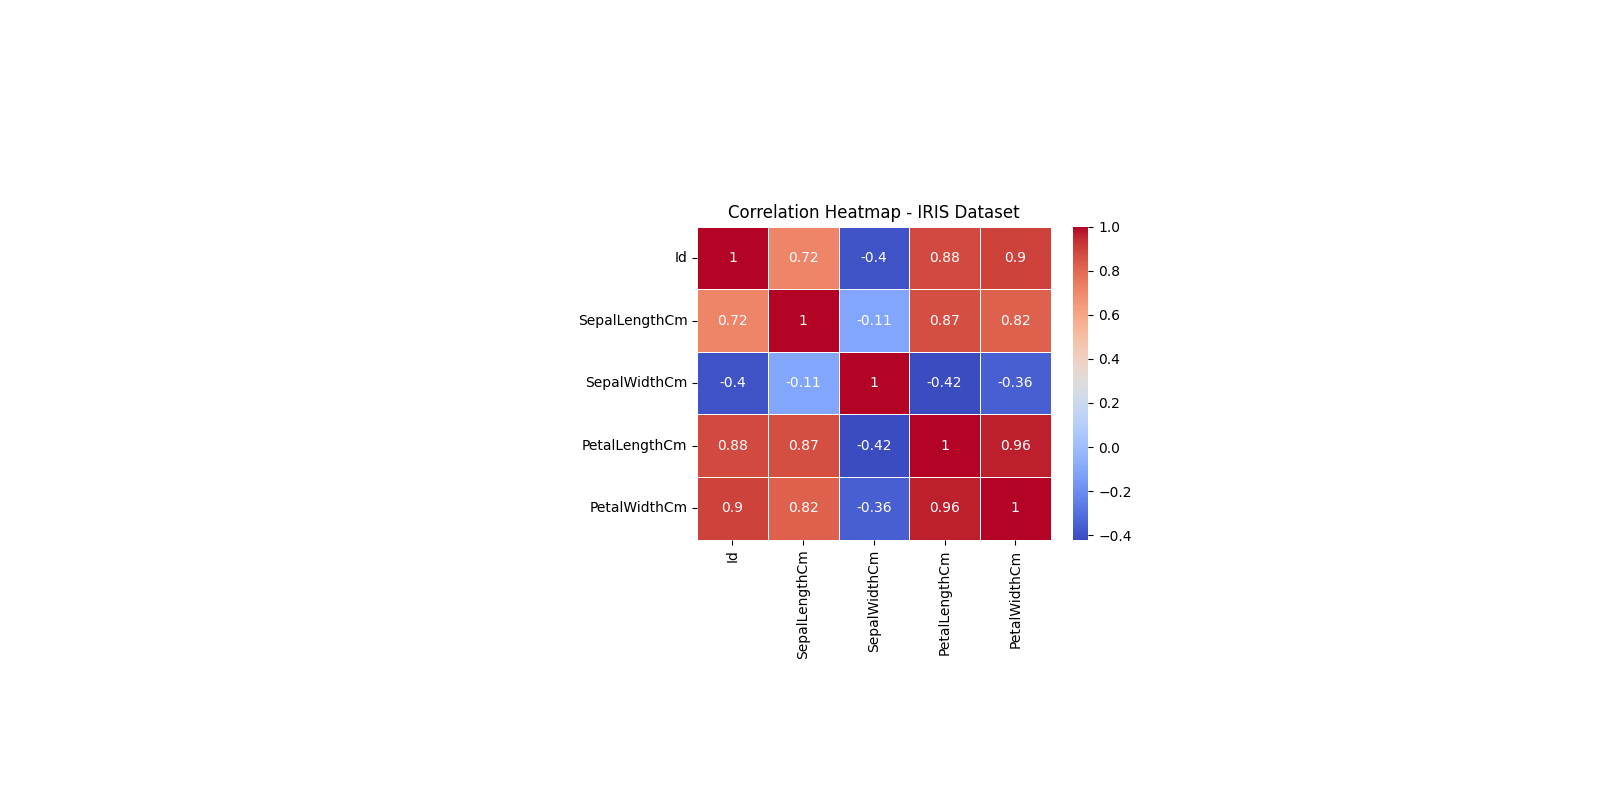 Correlation Heatmap - IRIS Dataset
Id 1 0.72 -0.4 0.88 0.9
SepalLengthCm 0.72 1 -0.11 0.87 0.82
SepalWidthCm -0.4 -0.11 1 -0.42 -0.36
PetalLengthCm 0.88 0.87 -0.42 1 0.96
PetalWidthCm 0.9 0.82 -0.36 0.96 1
Id SepalLengthCm SepalWidthCm PetalLengthCm PetalWidthCm
1.0
0.8
0.6
0.4
0.2
0.0
−0.2
−0.4